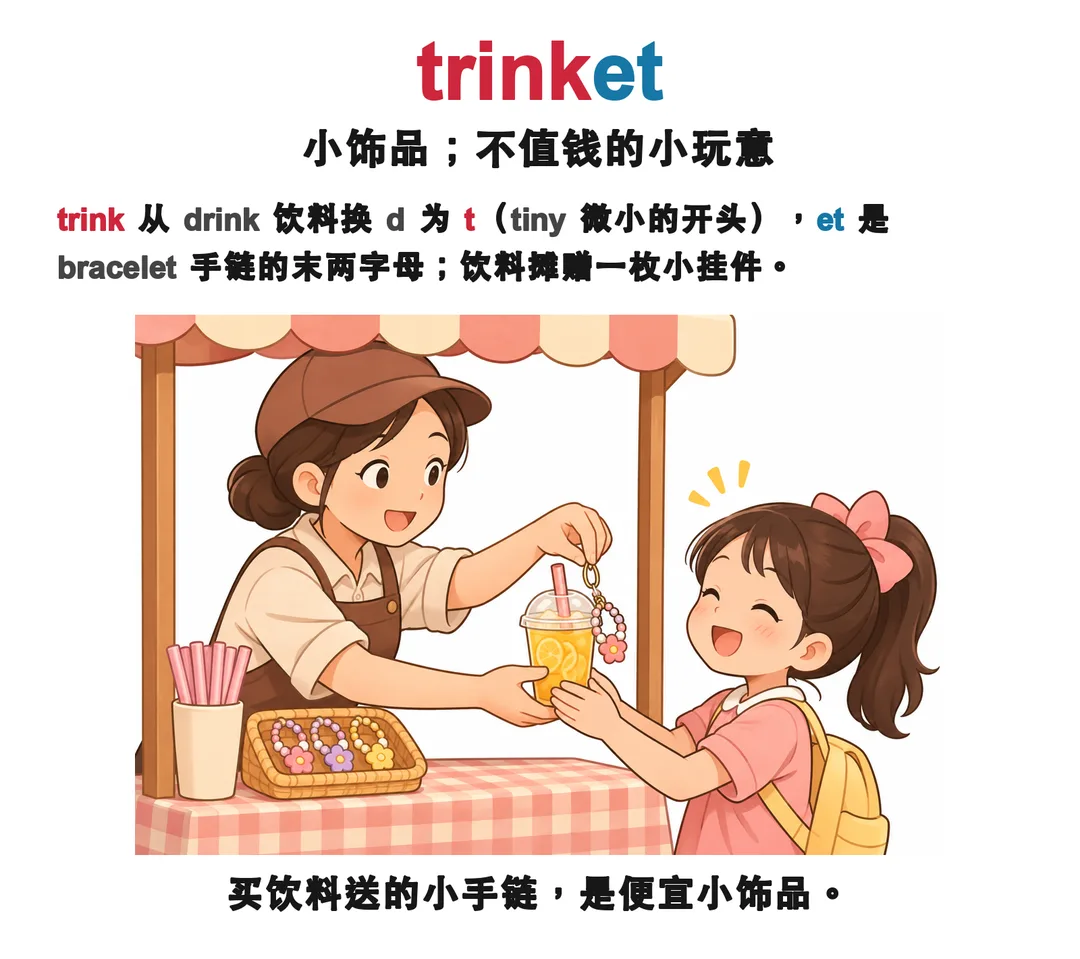 trinket
小饰品；不值钱的小玩意
trink 从 drink 饮料换 d 为 t（tiny 微小的开头），et 是
bracelet 手链的末两字母；饮料摊赠一枚小挂件。
买饮料送的小手链，是便宜小饰品。